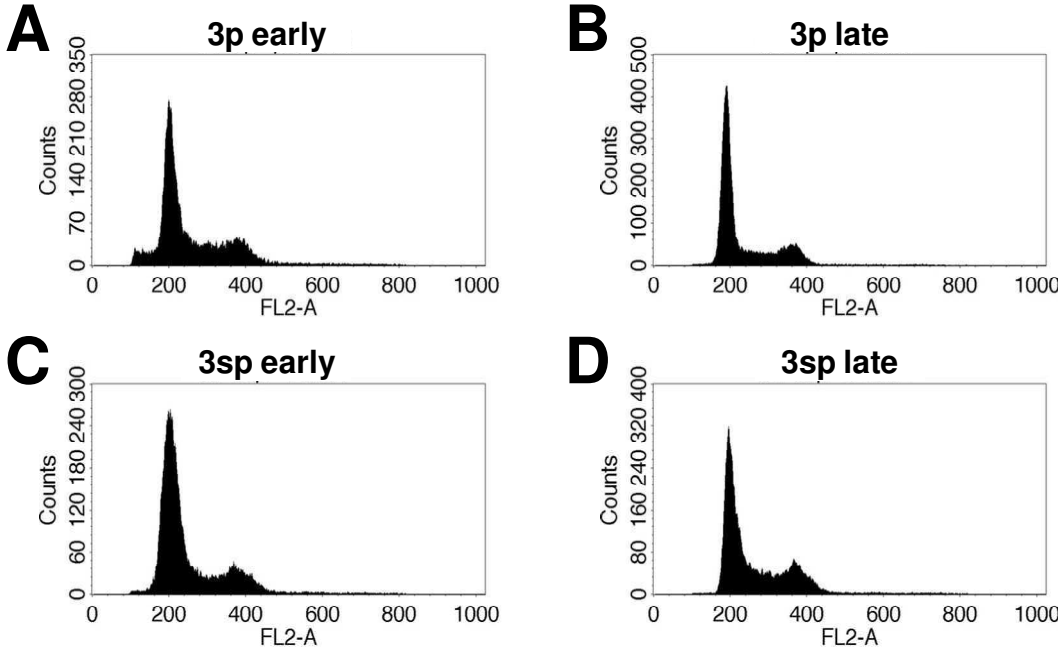 A
3p early
Counts
0 70 140 210 280 350
0 200 400 600 800 1000
FL2-A
B
3p late
Counts
0 100 200 300 400 500
0 200 400 600 800 1000
FL2-A
C
3sp early
Counts
0 60 120 180 240 300
0 200 400 600 800 1000
FL2-A
D
3sp late
Counts
0 80 160 240 320 400
0 200 400 600 800 1000
FL2-A